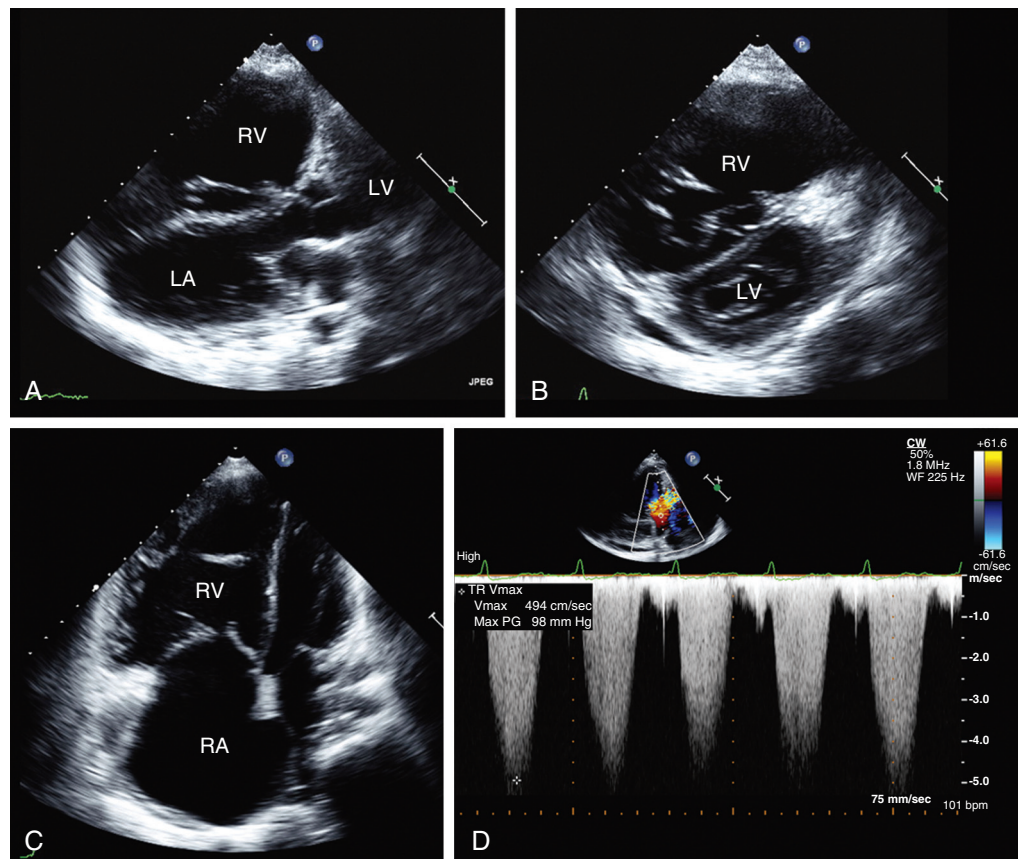 P
RV
LV
LA
A
JPEG
P
RV
LV
B
P
RV
RA
C
P
CW
50%
1.8 MHz
WF 225 Hz
+61.6
-61.6
cm/sec
High
m/sec
TR Vmax
Vmax 494 cm/sec
Max PG 98 mm Hg
-1.0
-2.0
-3.0
-4.0
-5.0
75 mm/sec
101 bpm
D